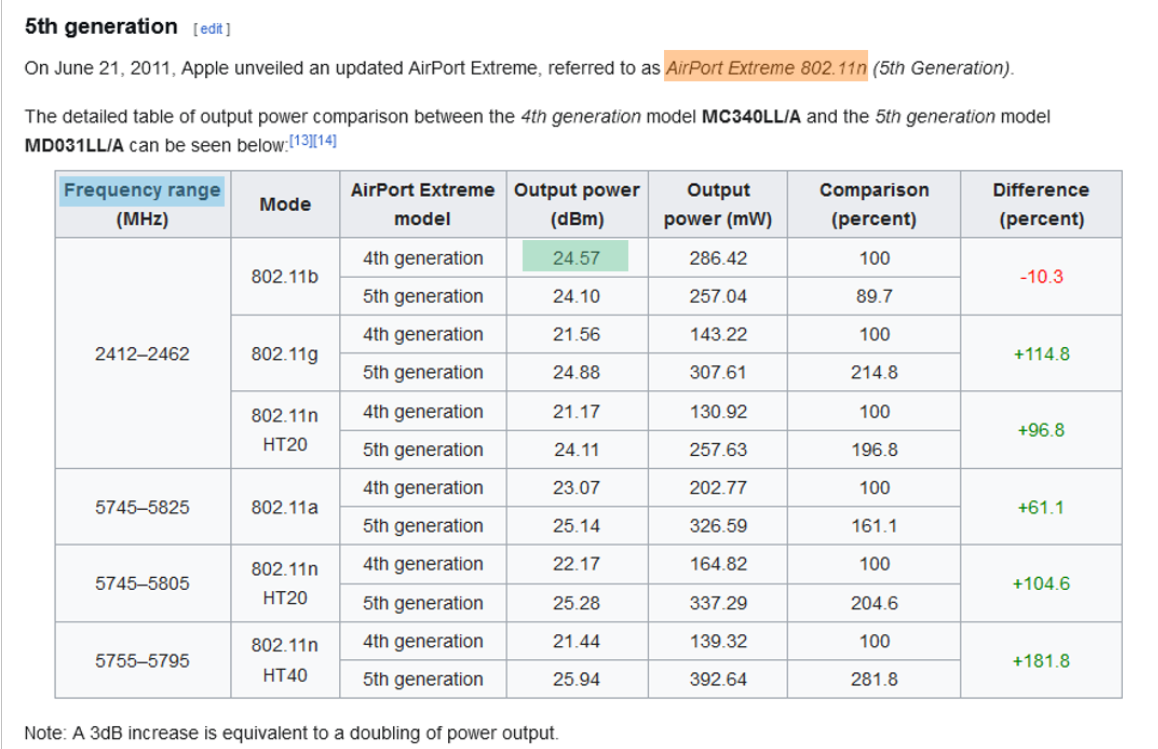 5th generation [ edit ]
On June 21, 2011, Apple unveiled an updated AirPort Extreme, referred to as AirPort Extreme 802.11n (5th Generation).
The detailed table of output power comparison between the 4th generation model MC340LL/A and the 5th generation model
MD031LL/A can be seen below:[13][14]
Frequency range (MHz) Mode AirPort Extreme model Output power (dBm) Output power (mW) Comparison (percent) Difference (percent)
2412–2462 802.11b 4th generation 24.57 286.42 100 -10.3
5th generation 24.10 257.04 89.7
802.11g 4th generation 21.56 143.22 100 +114.8
5th generation 24.88 307.61 214.8
802.11n HT20 4th generation 21.17 130.92 100 +96.8
5th generation 24.11 257.63 196.8
5745–5825 802.11a 4th generation 23.07 202.77 100 +61.1
5th generation 25.14 326.59 161.1
5745–5805 802.11n HT20 4th generation 22.17 164.82 100 +104.6
5th generation 25.28 337.29 204.6
5755–5795 802.11n HT40 4th generation 21.44 139.32 100 +181.8
5th generation 25.94 392.64 281.8
Note: A 3dB increase is equivalent to a doubling of power output.